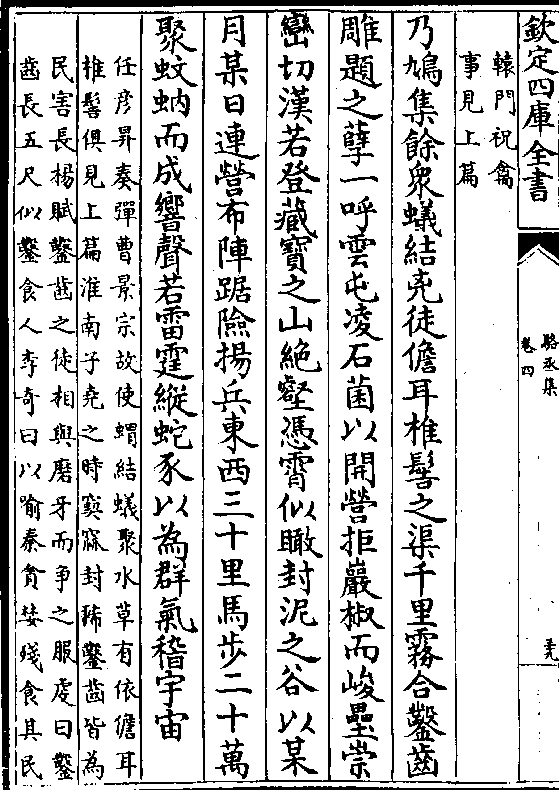 欽定四庫全書
駱丞集
卷四
轅門祝龠
事見上篇
乃鳩集餘衆蟻結兇徒儋耳椎髻之渠千里霧合鑿齒
雕題之孽一呼雲屯凌石菌以開營拒巖椒而峻壘崇
巒切漢若登藏寶之山絶壑憑霄似瞰封泥之谷以某
月某日連營布陣踞險揚兵東西三十里馬步二十萬
聚蚊蚋而成響聲若雷霆縱蛇豕以為群氣稽宇宙
任彦昇奏彈曹景宗故使蝟結蟻聚水草有依儋耳
椎髻俱見上篇淮南子堯之時窫窳封豨鑿齒皆為
民害長楊賦鑿齒之徒相與磨牙而爭之服虔曰鑿
齒長五尺似鑿食人李奇曰以喻秦貪婪殘食其民